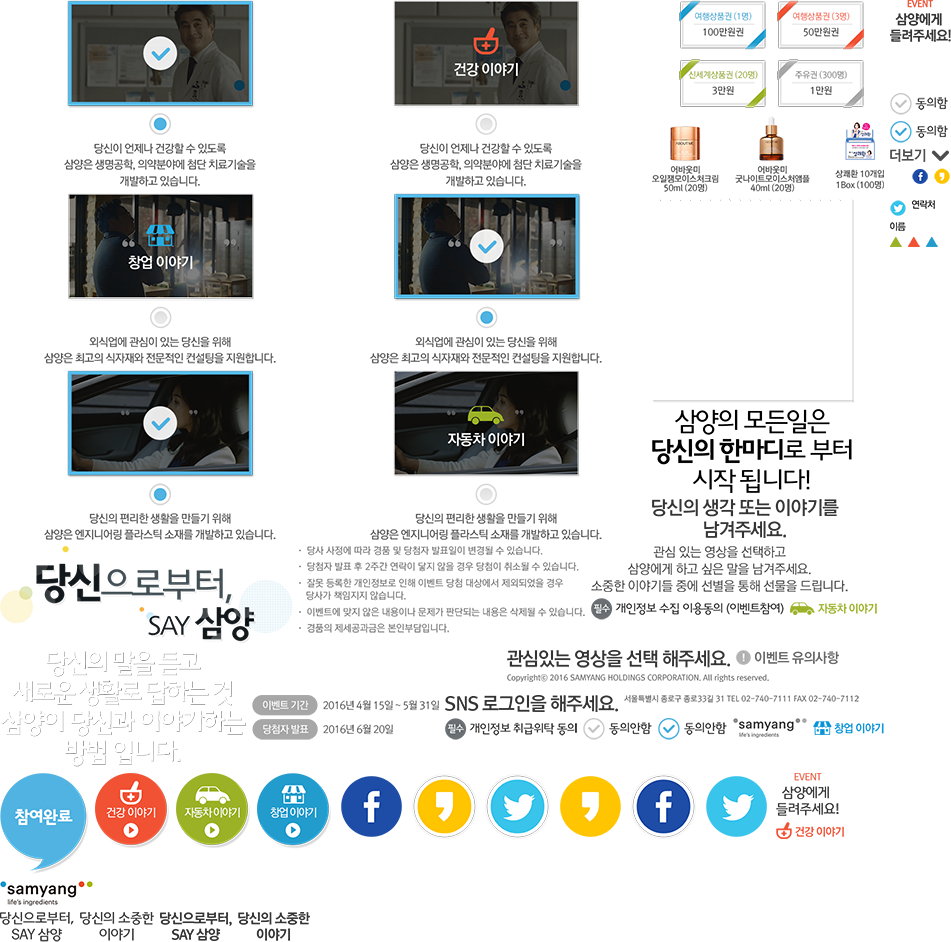 당신이 언제나 건강할 수 있도록
삼양은 생명공학, 의약분야에 첨단 치료기술을
개발하고 있습니다.
건강 이야기
당신이 언제나 건강할 수 있도록
삼양은 생명공학, 의약분야에 첨단 치료기술을
개발하고 있습니다.
여행상품권 (1명)
100만원권
여행상품권 (3명)
50만원권
신세계상품권 (20명)
3만원
주유권 (300명)
1만원
EVENT
삼양에게
들려주세요!
동의함
동의함
더보기
어바웃미
오일잼모이스처크림
50ml (20명)
어바웃미
굿나이트모이스처앰플
40ml (20명)
상쾌환 10개입
1Box (100명)
연락처
이름
창업 이야기
외식업에 관심이 있는 당신을 위해
삼양은 최고의 식자재와 전문적인 컨설팅을 지원합니다.
외식업에 관심이 있는 당신을 위해
삼양은 최고의 식자재와 전문적인 컨설팅을 지원합니다.
당신의 편리한 생활을 만들기 위해
삼양은 엔지니어링 플라스틱 소재를 개발하고 있습니다.
자동차 이야기
당신의 편리한 생활을 만들기 위해
삼양은 엔지니어링 플라스틱 소재를 개발하고 있습니다.
삼양의 모든일은
당신의 한마디로 부터
시작 됩니다!
당신의 생각 또는 이야기를
남겨주세요.
관심 있는 영상을 선택하고
삼양에게 하고 싶은 말을 남겨주세요.
소중한 이야기들 중에 선별을 통해 선물을 드립니다.
필수 개인정보 수집 이용동의 (이벤트참여)
자동차 이야기
당신으로부터,
SAY 삼양
· 당사 사정에 따라 경품 및 당첨자 발표일이 변경될 수 있습니다.
· 당첨자 발표 후 2주간 연락이 닿지 않을 경우 당첨이 취소될 수 있습니다.
· 잘못 등록한 개인정보로 인해 이벤트 당첨 대상에서 제외되었을 경우
당사가 책임지지 않습니다.
· 이벤트에 맞지 않은 내용이나 문제가 판단되는 내용은 삭제될 수 있습니다.
· 경품의 제세공과금은 본인부담입니다.
당신의 말을 듣고
새로운 생활로 답하는 것
삼양이 당신과 이야기하는
방법 입니다.
관심있는 영상을 선택 해주세요.
! 이벤트 유의사항
Copyright© 2016 SAMYANG HOLDINGS CORPORATION. All rights reserved.
이벤트 기간 2016년 4월 15일 ~ 5월 31일
당첨자 발표 2016년 6월 20일
SNS 로그인을 해주세요.
서울특별시 종로구 종로33길 31 TEL 02-740-7111 FAX 02-740-7112
필수 개인정보 취급위탁 동의
동의안함
동의안함
samyang
life's ingredients
창업 이야기
참여완료
건강 이야기
자동차 이야기
창업 이야기
EVENT
삼양에게
들려주세요!
건강 이야기
samyang
life's ingredients
당신으로부터,
SAY 삼양
당신의 소중한
이야기
당신으로부터,
SAY 삼양
당신의 소중한
이야기